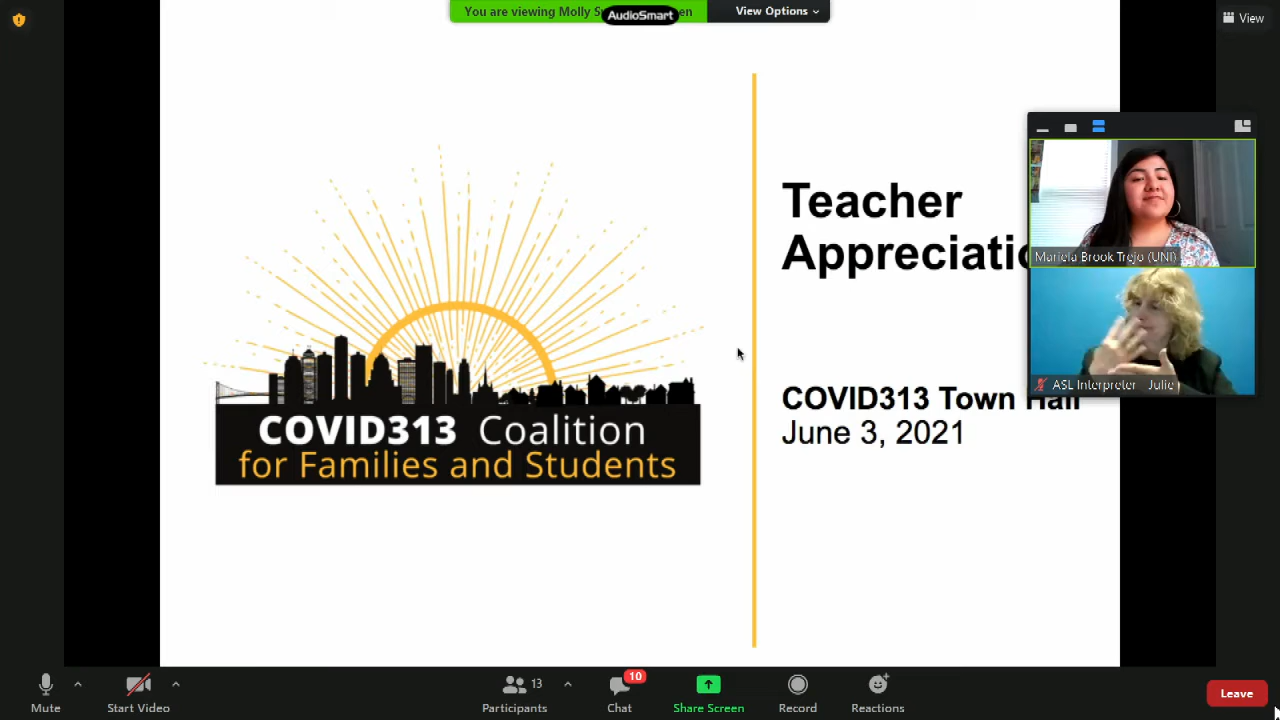 You are viewing Molly S
en
AudioSmart
View Options
View
Teacher
Appreciatio
COVID313 Town Hall
June 3, 2021
COVID313 Coalition
for Families and Students
Mariela Brook Trejo (UNI)
ASL Interpreter - Julie
Mute
Start Video
13
Participants
10
Chat
Share Screen
Record
Reactions
Leave